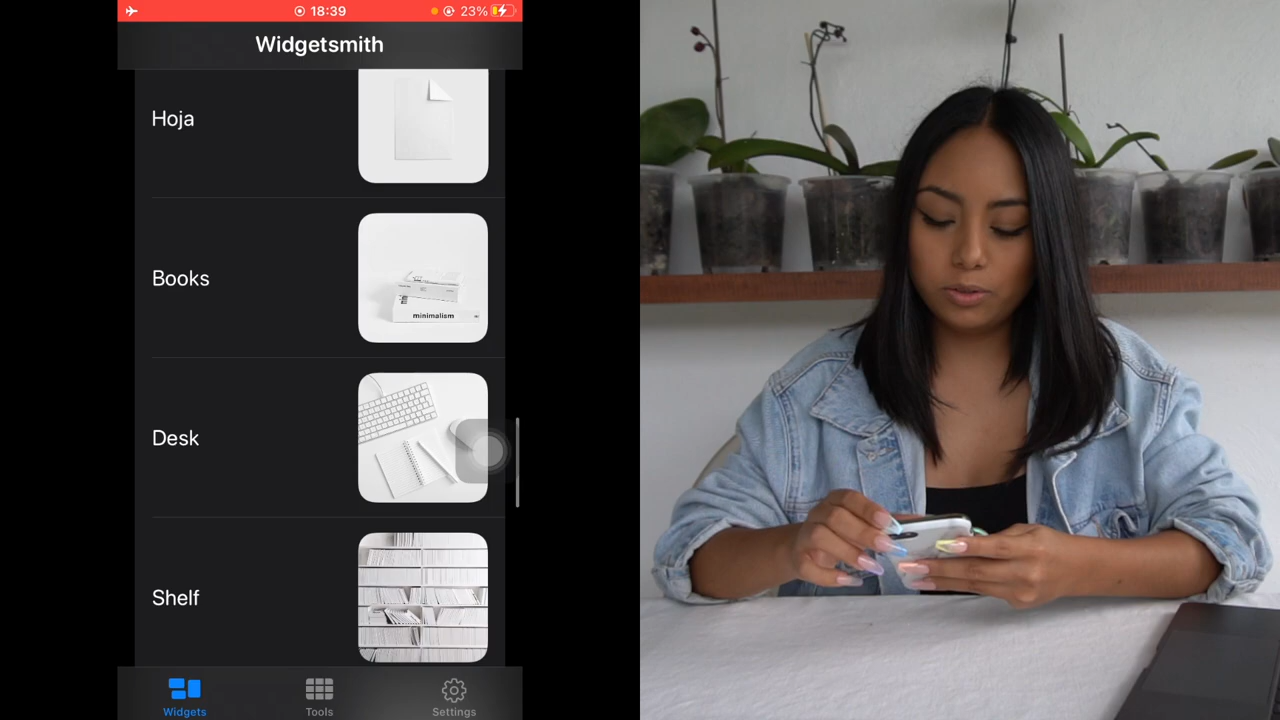 18:39
23%
Widgetsmith
Hoja
Books
minimalism
Desk
Shelf
Widgets
Tools
Settings